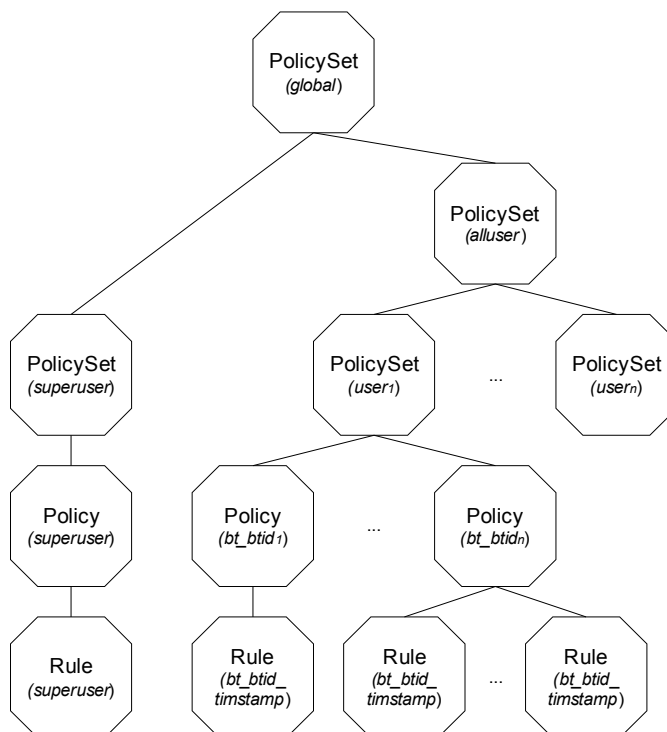 PolicySet
(global)
PolicySet
(alluser)
PolicySet
(superuser)
PolicySet
(user1)
...
PolicySet
(usern)
Policy
(superuser)
Policy
(bt_btid1)
...
Policy
(bt_btidn)
Rule
(superuser)
Rule
(bt_btid_
timstamp)
Rule
(bt_btid_
timstamp)
...
Rule
(bt_btid_
timstamp)